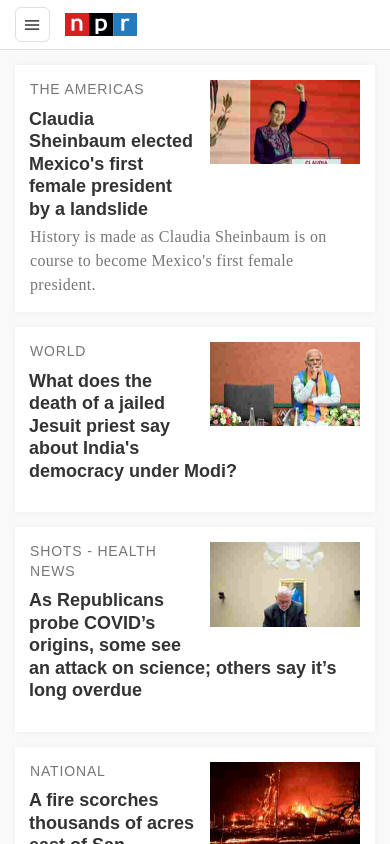 npr
THE AMERICAS
Claudia
Sheinbaum elected
Mexico's first
female president
by a landslide
CLAUDIA
History is made as Claudia Sheinbaum is on
course to become Mexico's first female
president.
WORLD
What does the
death of a jailed
Jesuit priest say
about India's
democracy under Modi?
SHOTS - HEALTH
NEWS
As Republicans
probe COVID’s
origins, some see
an attack on science; others say it’s
long overdue
NATIONAL
A fire scorches
thousands of acres
east of San